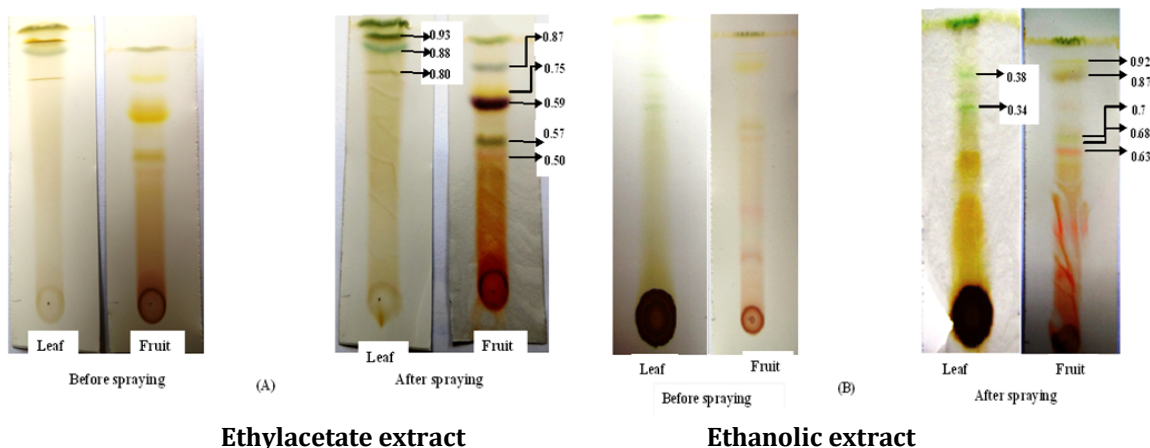 0.93
0.88
0.80
0.87
0.75
0.59
0.57
0.50
0.38
0.34
0.92
0.87
0.7
0.68
0.63
Leaf
Fruit
Before spraying
(A)
Leaf
Fruit
After spraying
Leaf
Fruit
Before spraying
(B)
Leaf
Fruit
After spraying
Ethylacetate extract
Ethanolic extract